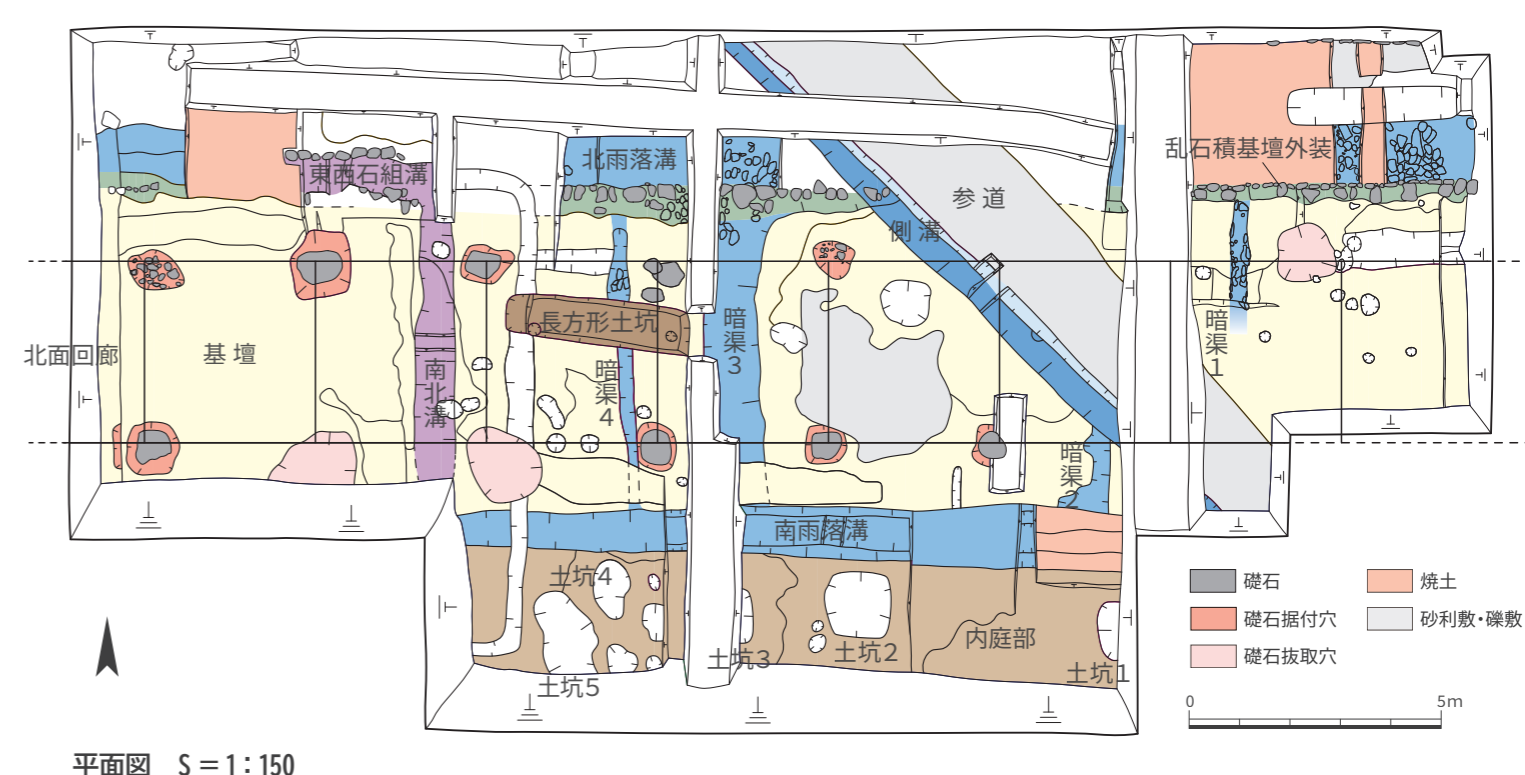 北雨落溝
東西石組溝
乱石積基壇外装
参道
側溝
長方形土坑
暗渠3
暗渠1
北面回廊
基壇
南北溝
暗渠4
暗渠2
南雨落溝
土坑4
内庭部
土坑3
土坑2
土坑1
土坑5
礎石
焼土
礎石据付穴
砂利敷・礫敷
礎石抜取穴
0 5m
平面図 S=1:150